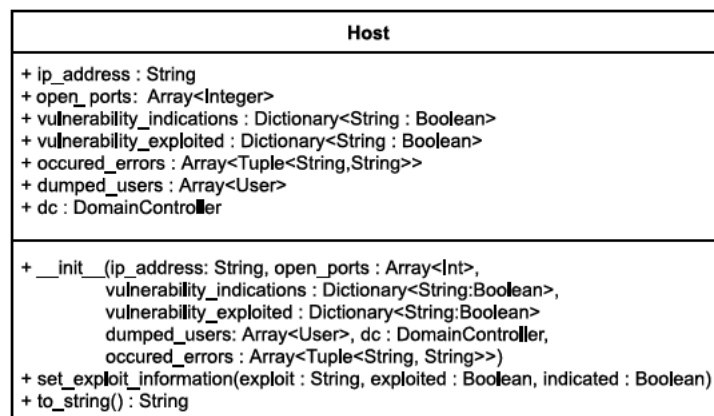 Host
+ ip_address : String
+ open_ports: Array<Integer>
+ vulnerability_indications : Dictionary<String : Boolean>
+ vulnerability_exploited : Dictionary<String : Boolean>
+ occured_errors : Array<Tuple<String,String>>
+ dumped_users : Array<User>
+ dc : DomainController
+ __init__(ip_address: String, open_ports : Array<Int>,
vulnerability_indications : Dictionary<String:Boolean>,
vulnerability_exploited : Dictionary<String:Boolean>
dumped_users: Array<User>, dc : DomainController,
occured_errors : Array<Tuple<String, String>>)
+ set_exploit_information(exploit : String, exploited : Boolean, indicated : Boolean)
+ to_string() : String